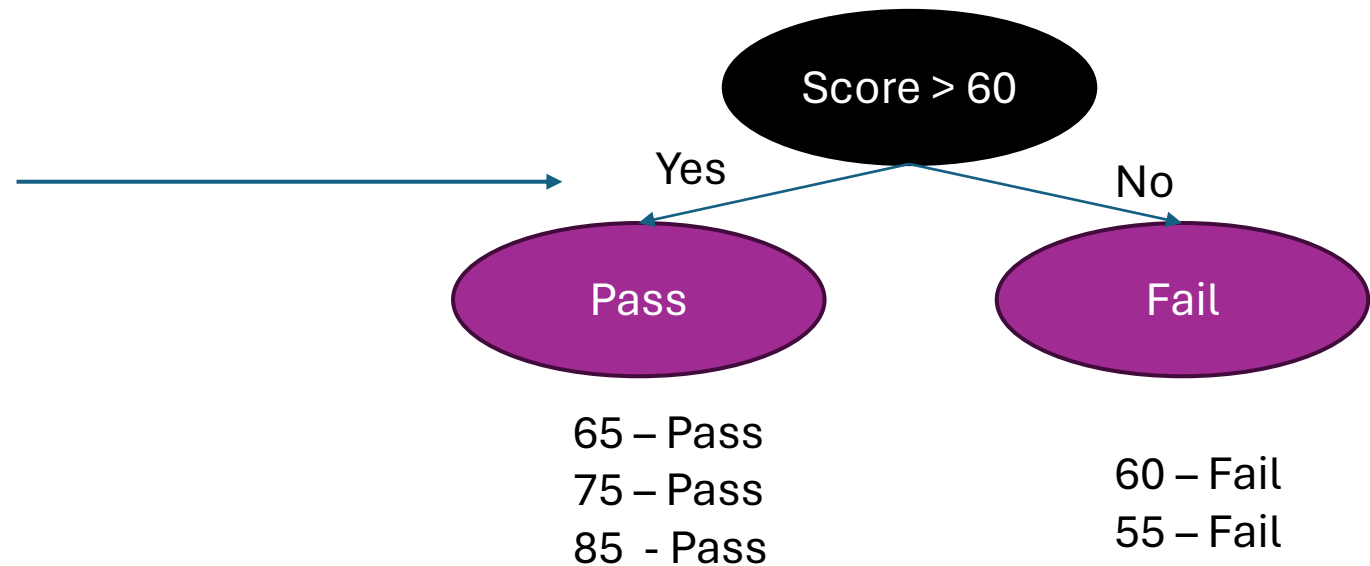 Score > 60
Yes
No
Pass
Fail
65 – Pass
75 – Pass
85  - Pass
60 – Fail
55 – Fail